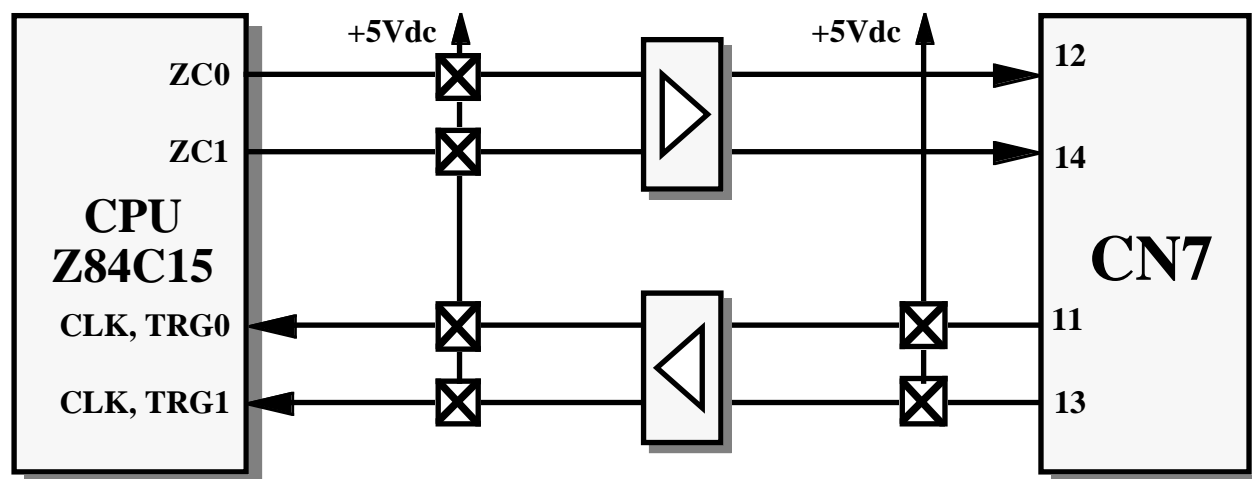 +5Vdc
+5Vdc
ZC0
12
ZC1
14
CPU
Z84C15
CN7
CLK, TRG0
11
CLK, TRG1
13